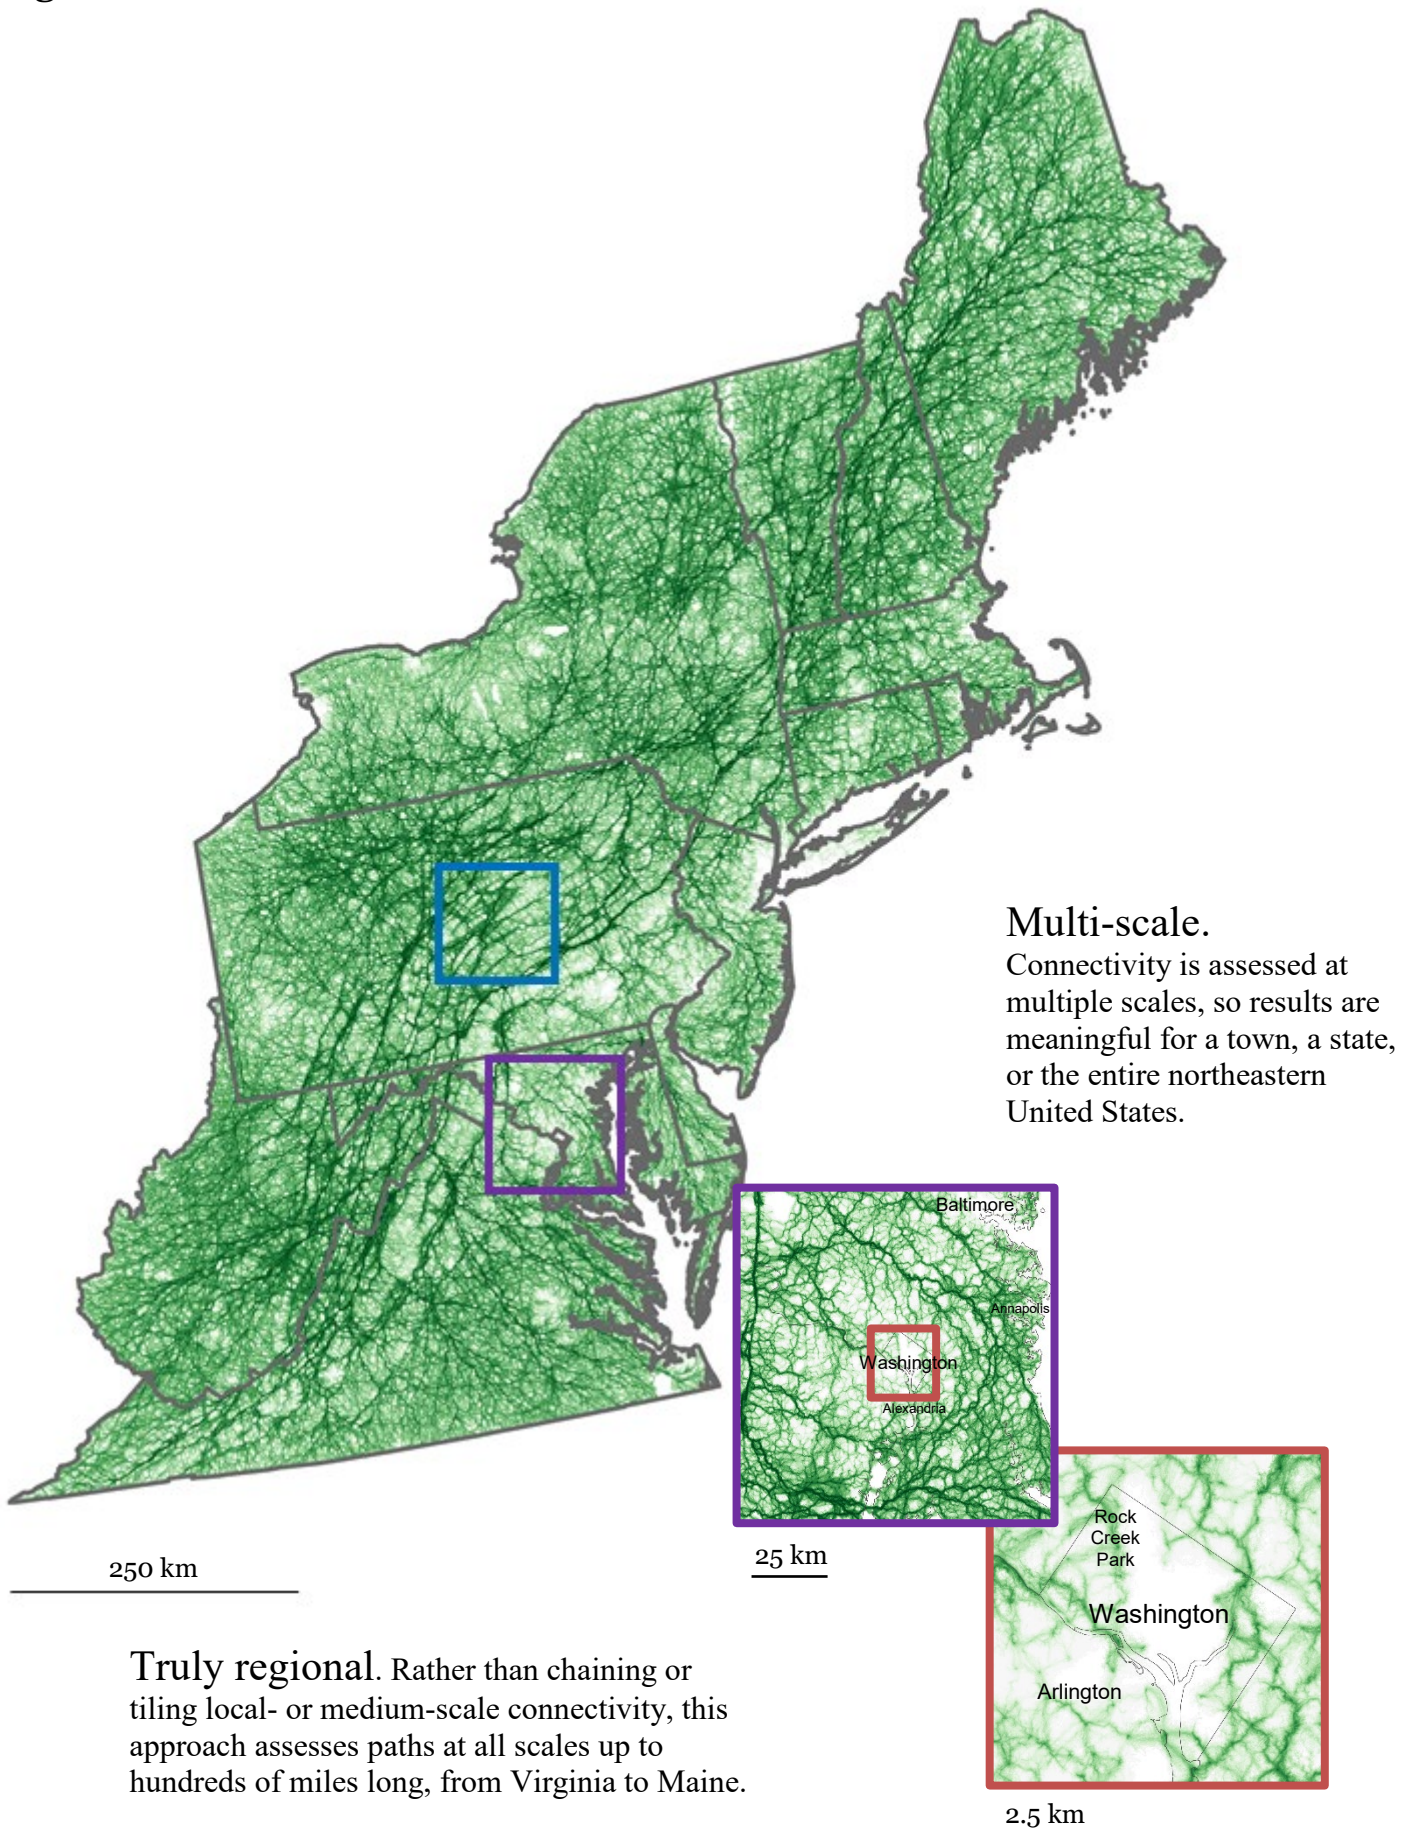 Multi-scale.
Connectivity is assessed at
multiple scales, so results are
meaningful for a town, a state,
or the entire northeastern
United States.
Baltimore
Annapolis
Washington
Alexandria
25 km
250 km
Rock
Creek
Park
Washington
Arlington
2.5 km
Truly regional. Rather than chaining or
tiling local- or medium-scale connectivity, this
approach assesses paths at all scales up to
hundreds of miles long, from Virginia to Maine.